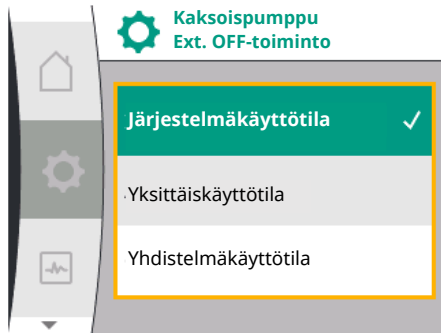 Kaksoispumppu
Ext. OFF-toiminto
Järjestelmäkäyttötila
Yksittäiskäyttötila
Yhdistelmäkäyttötila